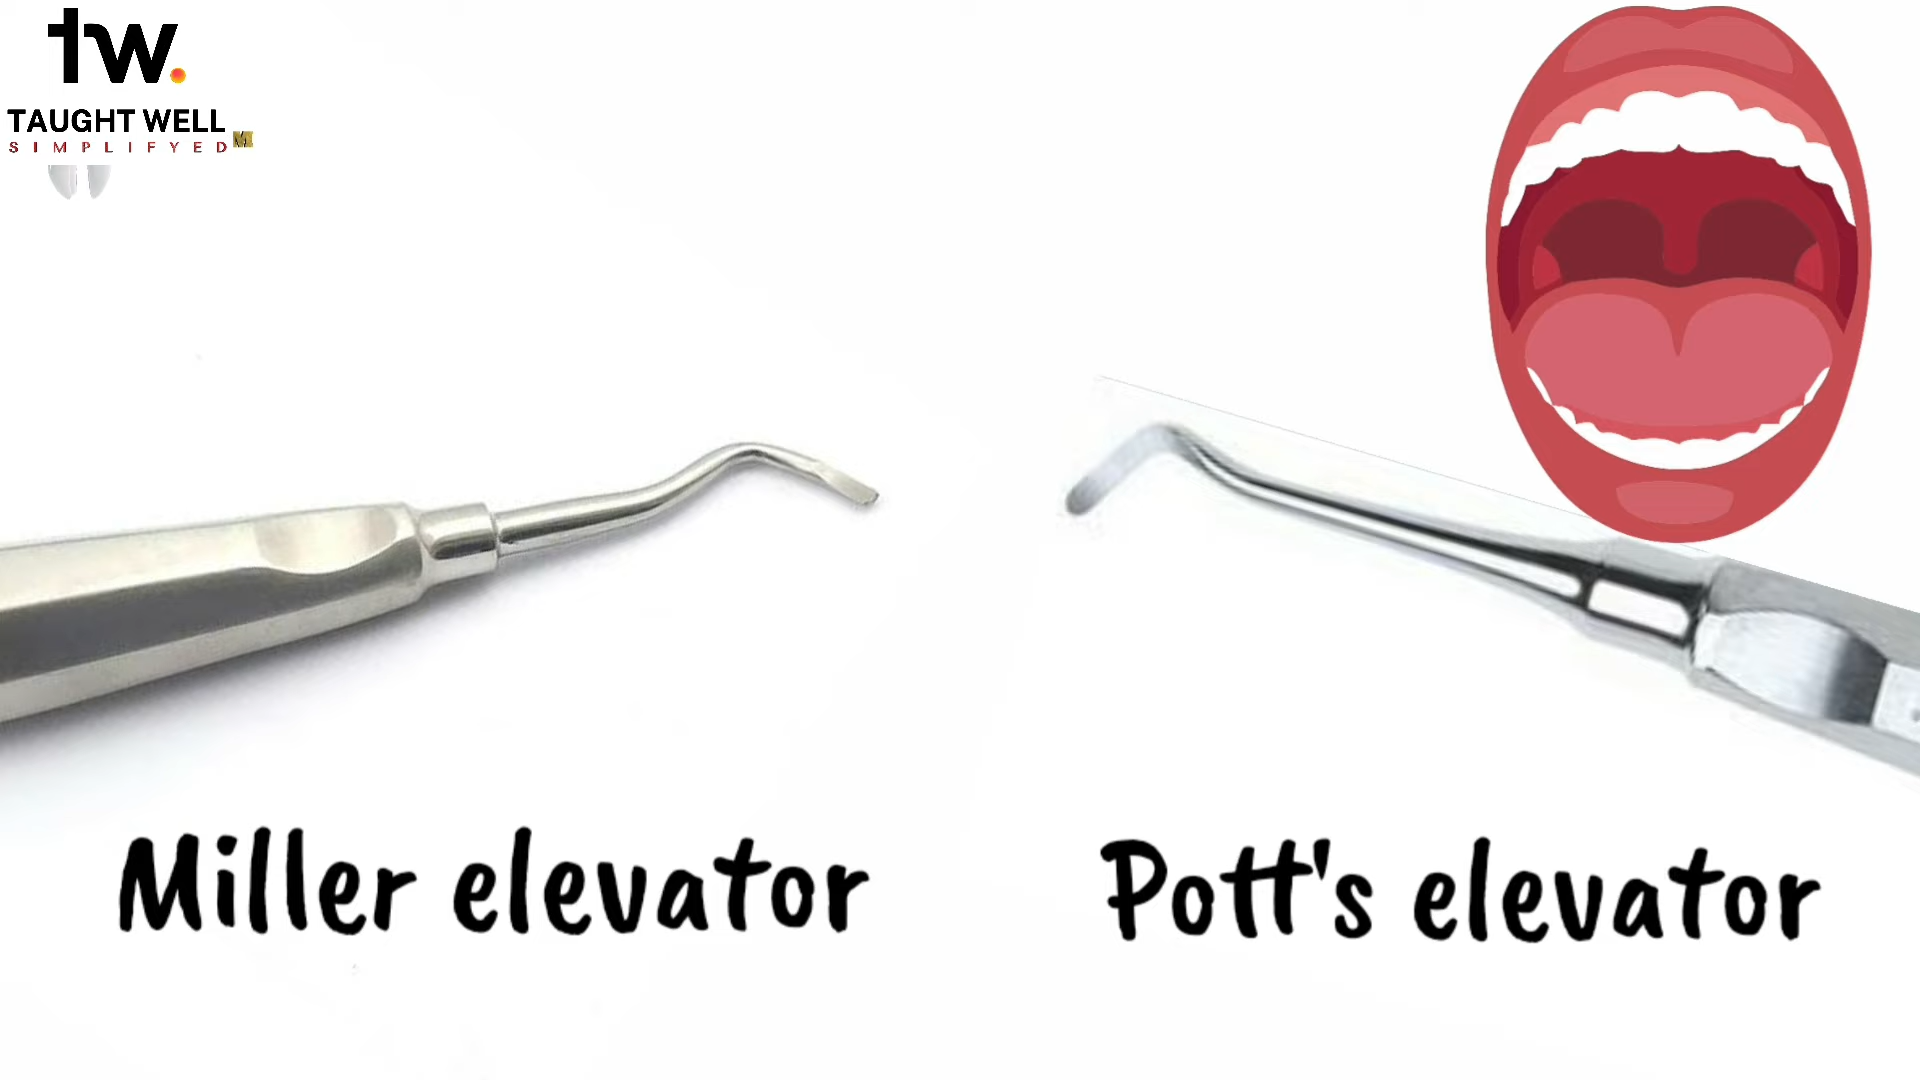 tw.
TAUGHT WELL
SIMPLIFYED
Miller elevator
Pott's elevator